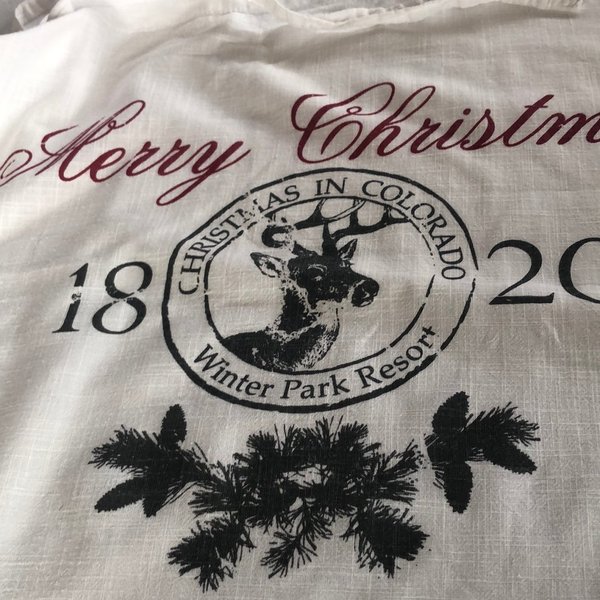 Merry Christm
CHRISTMAS IN COLORADO
18 20
Winter Park Resort